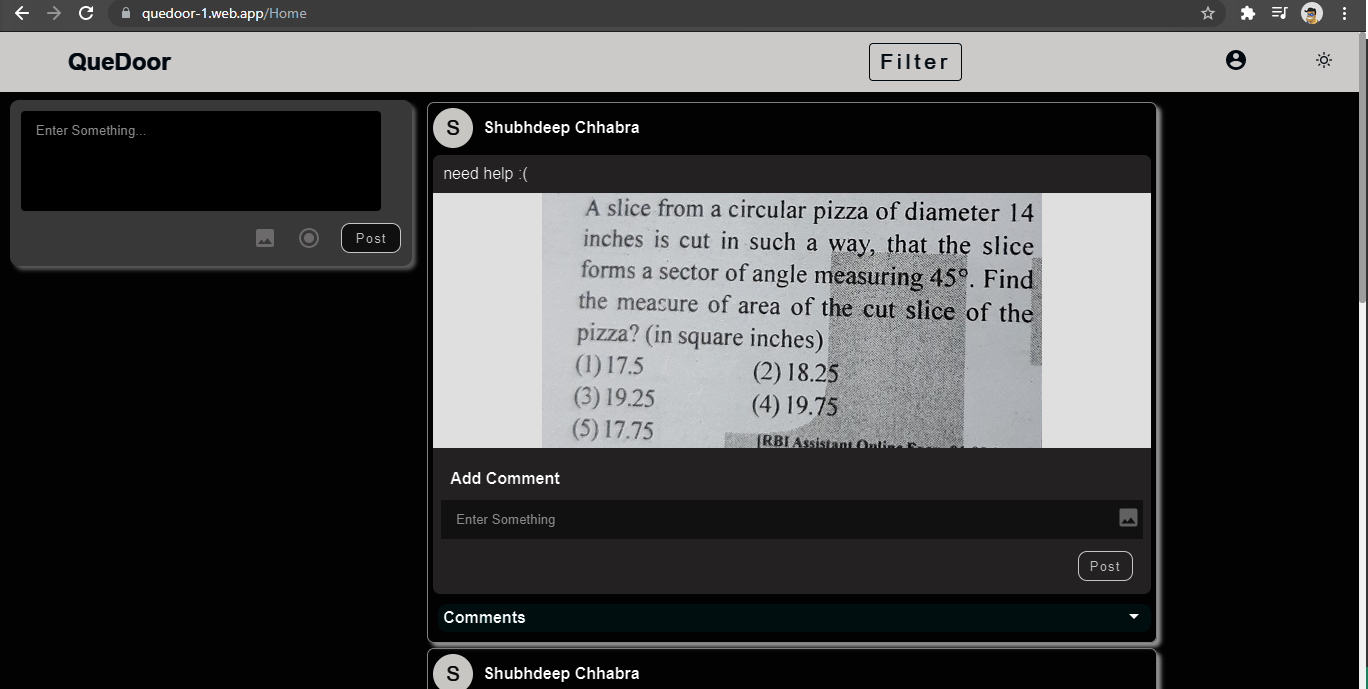 quedoor-1.web.app/Home
QueDoor
Filter
Enter Something...
Post
S Shubhdeep Chhabra
need help :(
A slice from a circular pizza of diameter 14
inches is cut in such a way, that the slice
forms a sector of angle measuring 45°. Find
the measure of area of the cut slice of the
pizza? (in square inches)
(1) 17.5 (2) 18.25
(3) 19.25 (4) 19.75
(5) 17.75
[RBI Assistant Online
Add Comment
Enter Something
Post
Comments
S Shubhdeep Chhabra